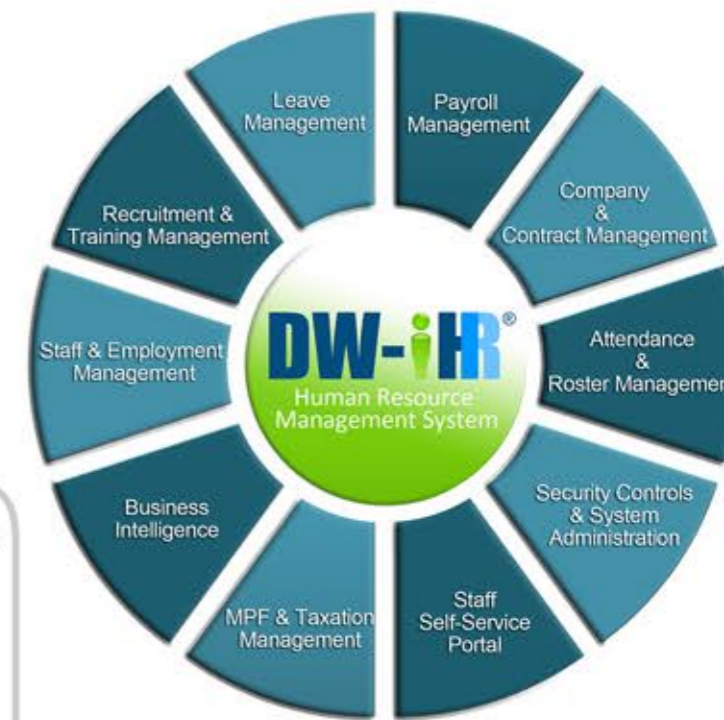 Leave
Management
Payroll
Management
Company
&
Contract Management
Attendance
&
Roster Managemen
Security Controls
& System
Administration
Staff
Self-Service
Portal
MPF & Taxation
Management
Business
Intelligence
Staff & Employment
Management
Recruitment &
Training Management
DW-iHR®
Human Resource
Management System